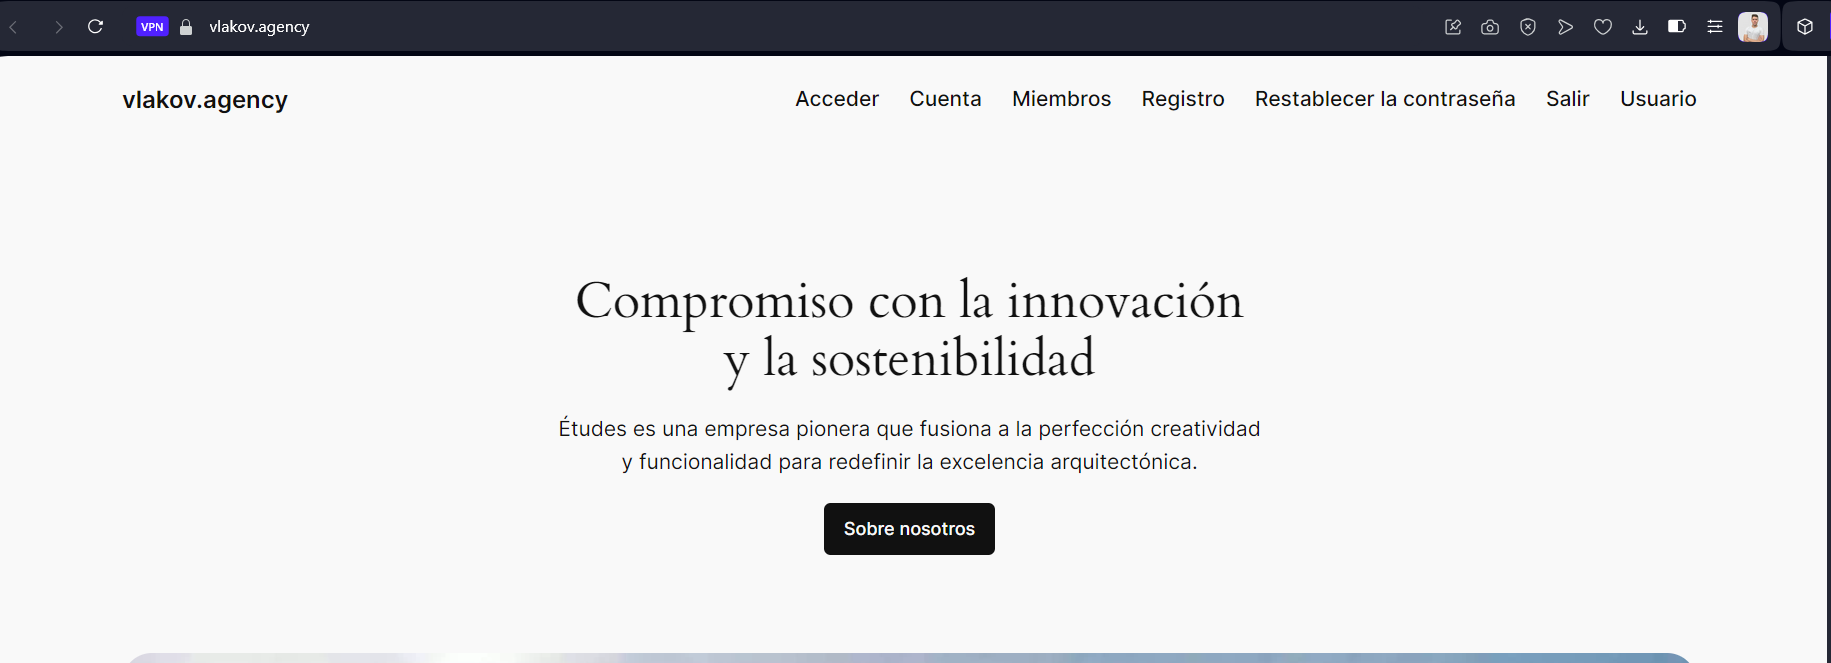 VPN vlakov.agency
vlakov.agency
Acceder Cuenta Miembros Registro Restablecer la contraseña Salir Usuario
Compromiso con la innovación
y la sostenibilidad
Études es una empresa pionera que fusiona a la perfección creatividad
y funcionalidad para redefinir la excelencia arquitectónica.
Sobre nosotros